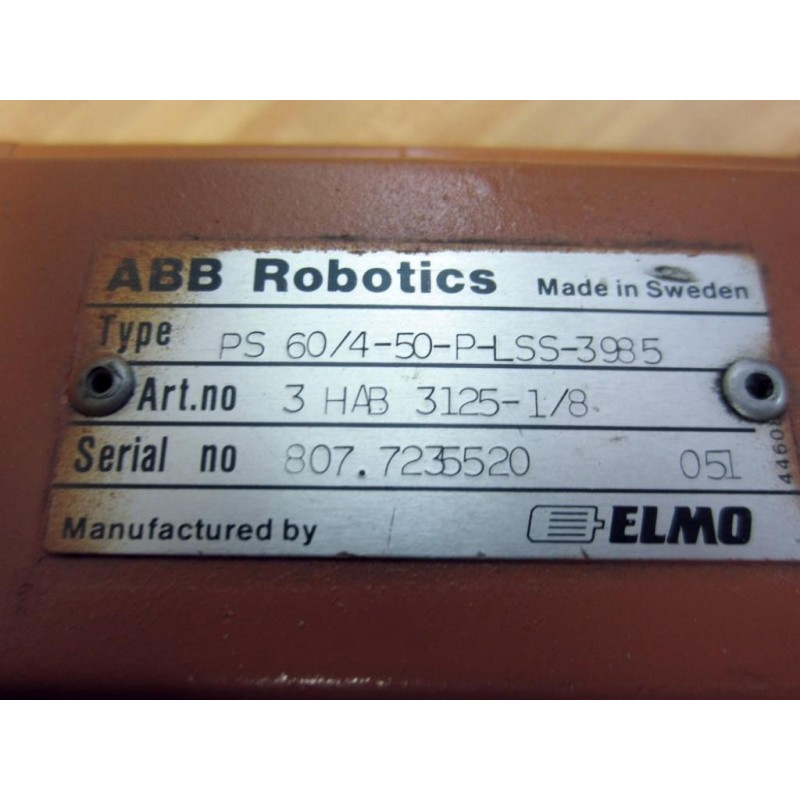 ABB Robotics Made in Sweden
Type PS 60/4-50-P-LSS-3985
Art.no 3 HAB 3125-1/8
Serial no 807.7235520 051
Manufactured by ELMO